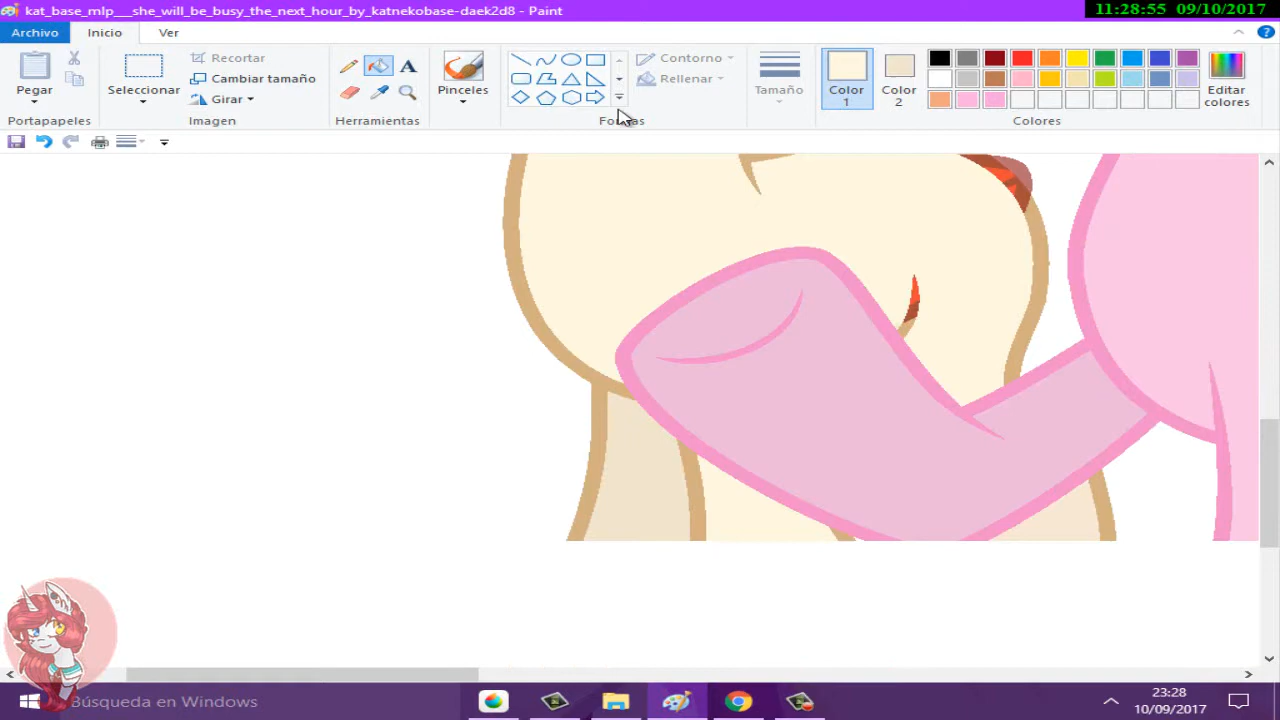 kat_base_mlp___she_will_be_busy_the_next_hour_by_katnekobase-daek2d8 - Paint
11:28:55 09/10/2017
Archivo Inicio Ver
Recortar Contorno
Cambiar tamaño Rellenar
Pegar Seleccionar Girar Pinceles Tamaño Color 1 Color 2 Editar colores
Portapapeles Imagen Herramientas Formas Colores
Búsqueda en Windows
23:28
10/09/2017